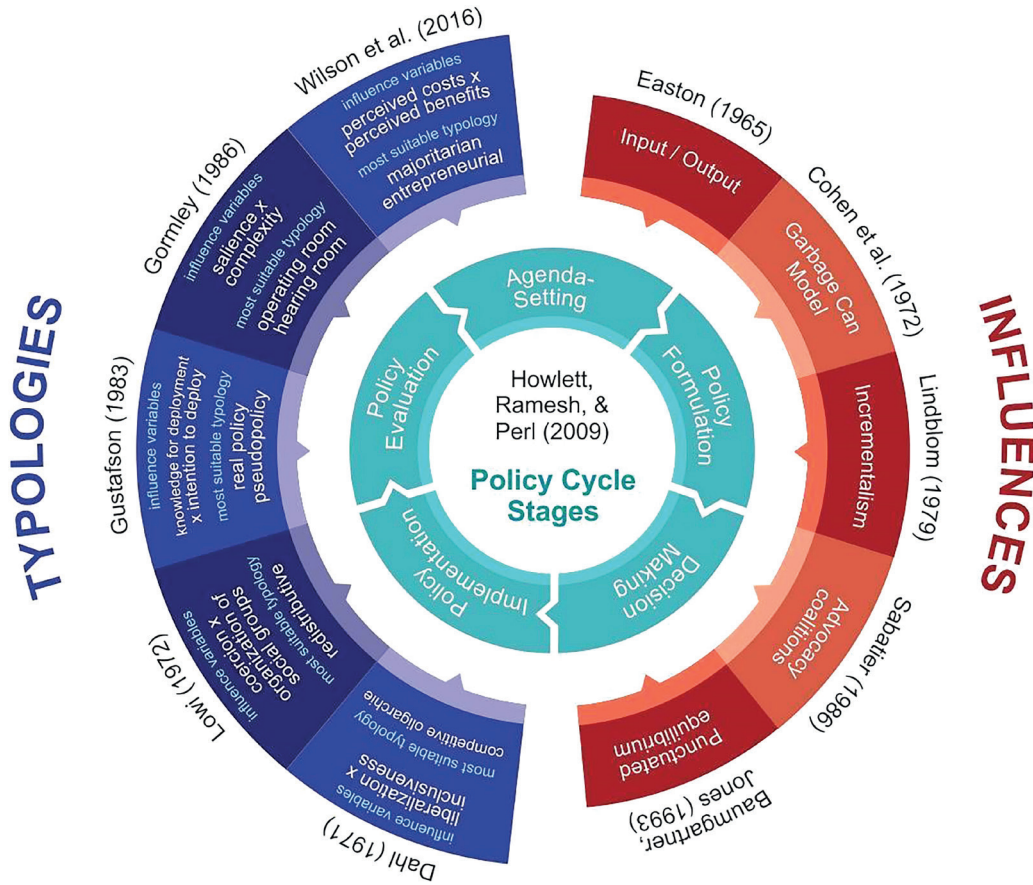 TYPOLOGIES
Wilson et al. (2016)
influence variables
perceived costs x
perceived benefits
most suitable typology
majoritarian
entrepreneurial
Gormley (1986)
influence variables
salience x
complexity
most suitable typology
operating room
hearing room
Gustafson (1983)
influence variables
knowledge for deployment
x intention to deploy
most suitable typology
real policy
pseudopolicy
Lowi (1972)
influence variables
coercion x
organization of
social groups
most suitable typology
redistributive
Dahl (1971)
influence variables
liberalization x
inclusiveness
most suitable typology
competitive oligarchie
Agenda-
Setting
Policy
Formulation
Decision
Making
Policy
Implementation
Policy
Evaluation
Howlett,
Ramesh, &
Perl (2009)
Policy Cycle
Stages
INFLUENCES
Easton (1965)
Input / Output
Cohen et al. (1972)
Garbage Can
Model
Lindblom (1979)
Incrementalism
Sabatier (1986)
Advocacy
coalitions
Baumgartner,
Jones (1993)
Punctuated
equilibrium